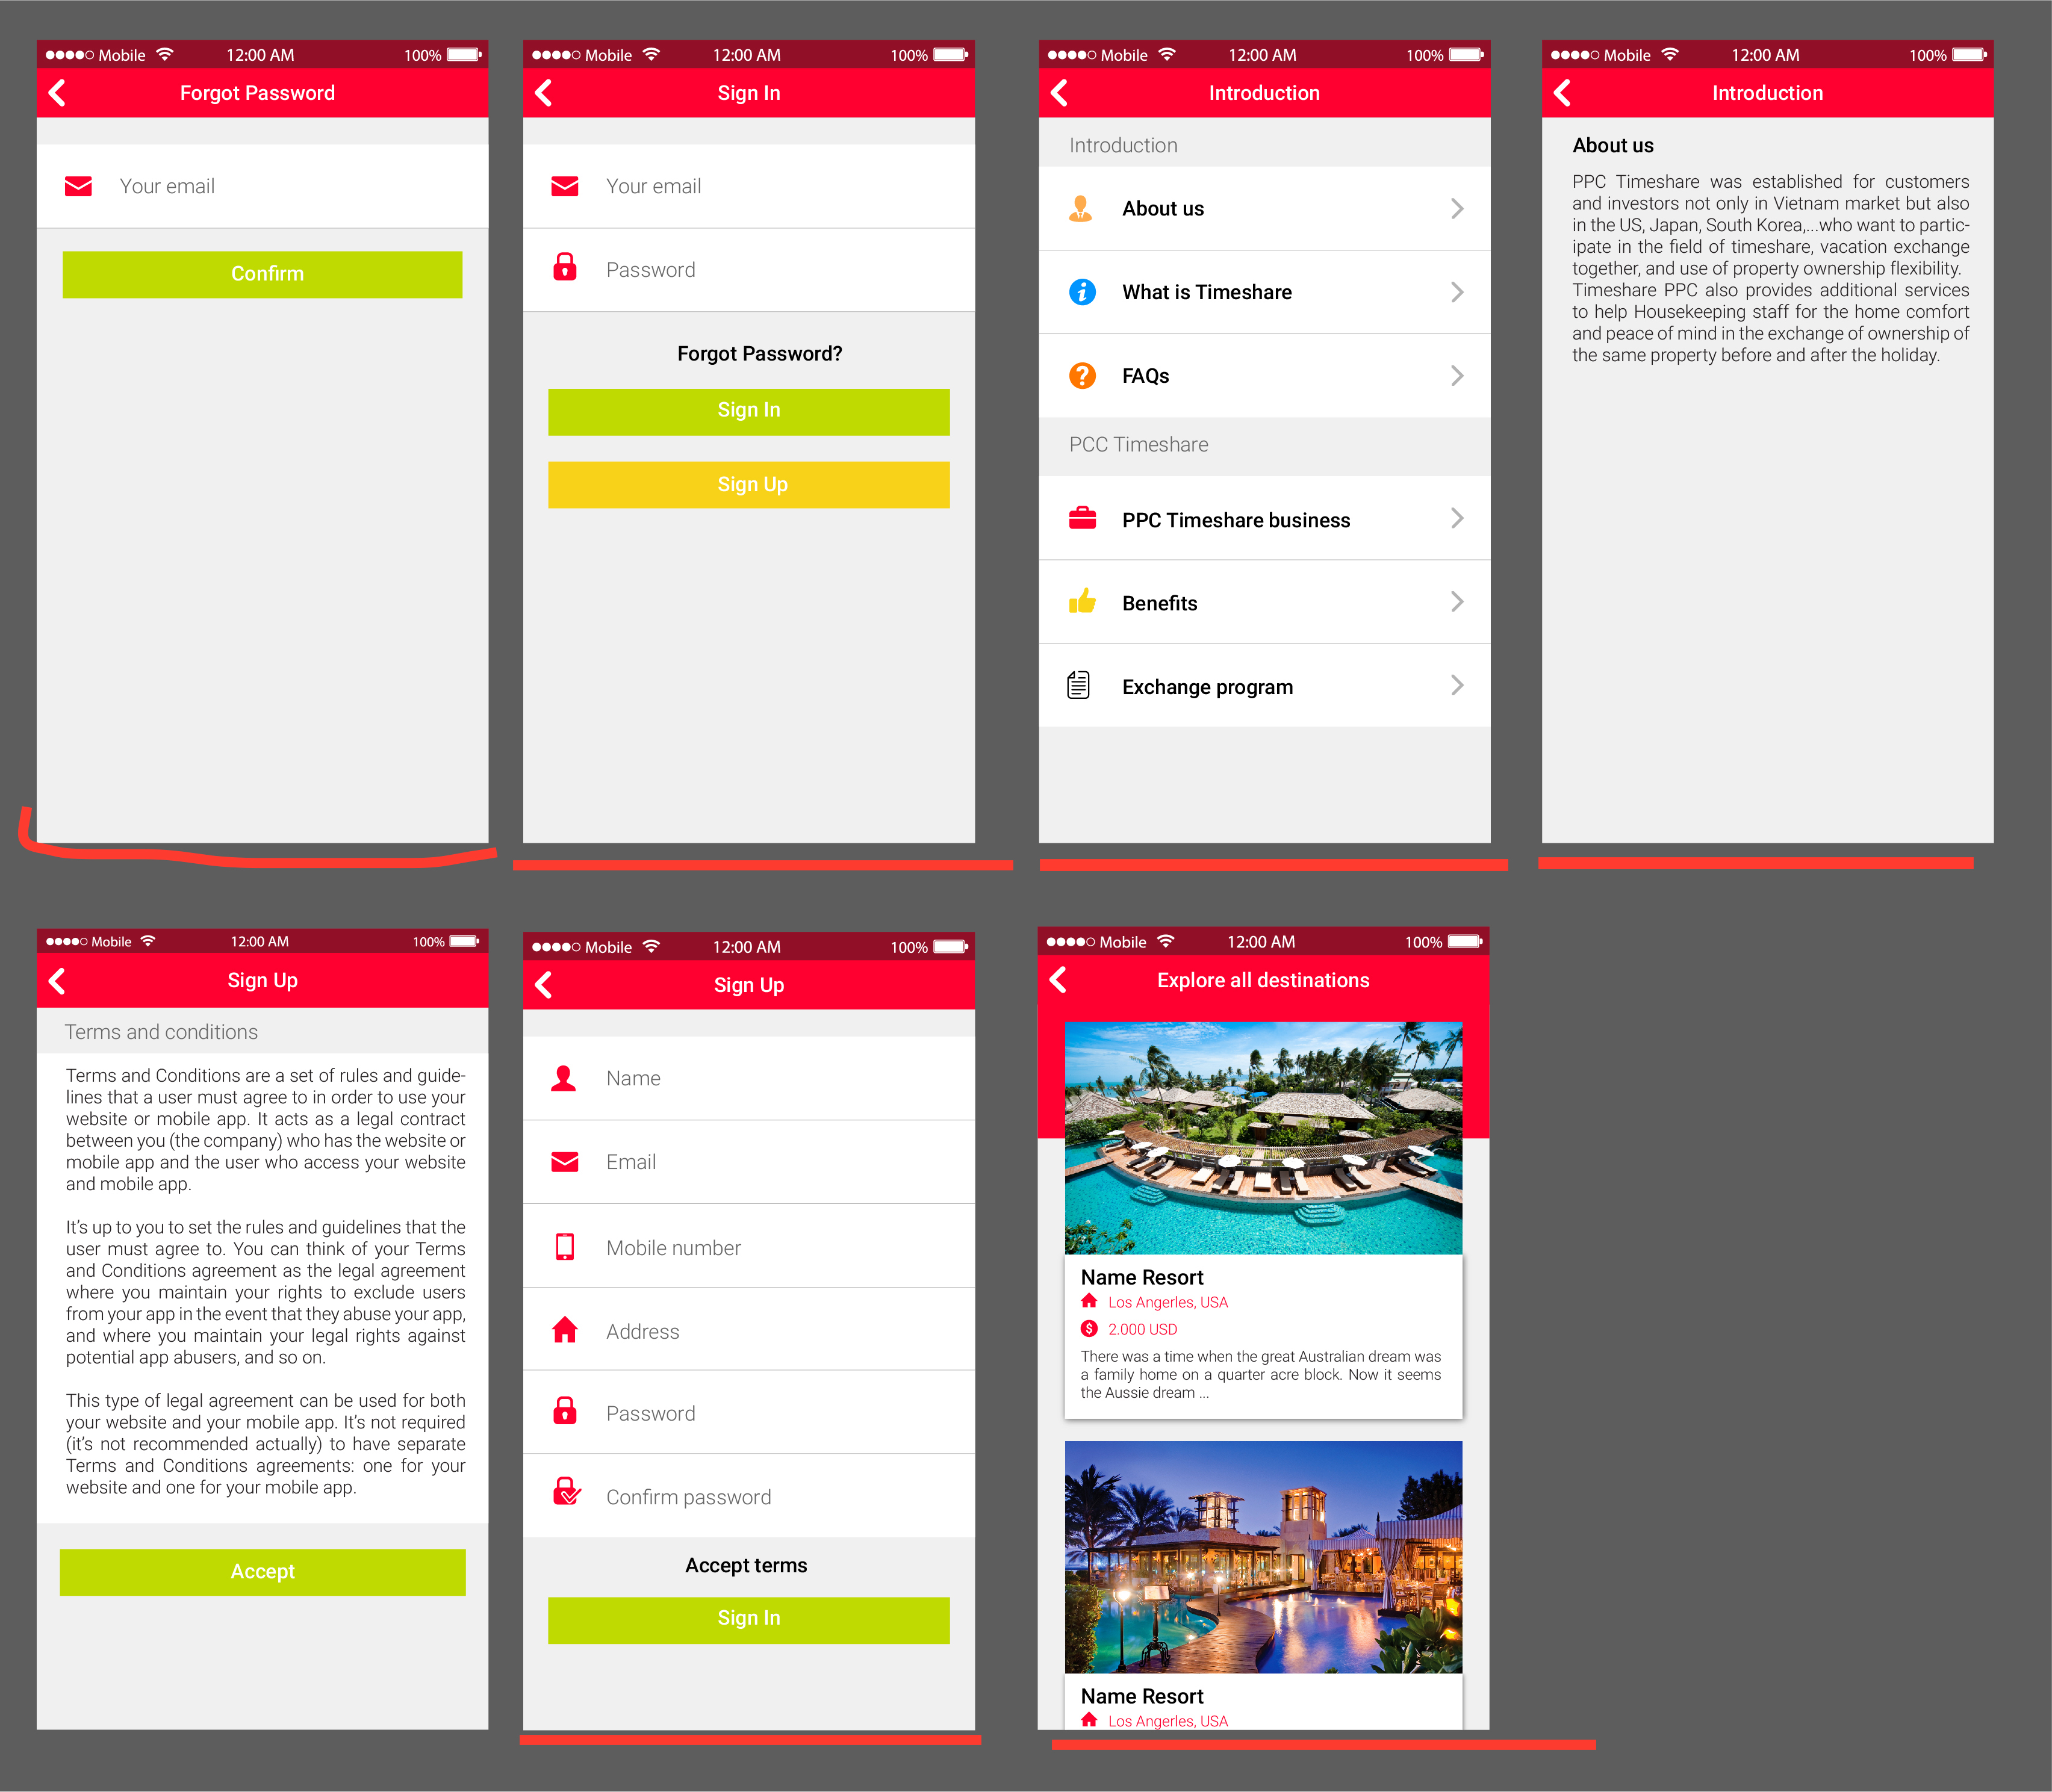 Mobile 12:00 AM 100%
Forgot Password
Your email
Confirm
Mobile 12:00 AM 100%
Sign In
Your email
Password
Forgot Password?
Sign In
Sign Up
Mobile 12:00 AM 100%
Introduction
Introduction
About us
What is Timeshare
FAQs
PCC Timeshare
PPC Timeshare business
Benefits
Exchange program
Mobile 12:00 AM 100%
Introduction
About us
PPC Timeshare was established for customers
and investors not only in Vietnam market but also
in the US, Japan, South Korea,...who want to partic-
ipate in the field of timeshare, vacation exchange
together, and use of property ownership flexibility.
Timeshare PPC also provides additional services
to help Housekeeping staff for the home comfort
and peace of mind in the exchange of ownership of
the same property before and after the holiday.
Mobile 12:00 AM 100%
Sign Up
Terms and conditions
Terms and Conditions are a set of rules and guide-
lines that a user must agree to in order to use your
website or mobile app. It acts as a legal contract
between you (the company) who has the website or
mobile app and the user who access your website
and mobile app.
It’s up to you to set the rules and guidelines that the
user must agree to. You can think of your Terms
and Conditions agreement as the legal agreement
where you maintain your rights to exclude users
from your app in the event that they abuse your app,
and where you maintain your legal rights against
potential app abusers, and so on.
This type of legal agreement can be used for both
your website and your mobile app. It’s not required
(it’s not recommended actually) to have separate
Terms and Conditions agreements: one for your
website and one for your mobile app.
Accept
Mobile 12:00 AM 100%
Sign Up
Name
Email
Mobile number
Address
Password
Confirm password
Accept terms
Sign In
Mobile 12:00 AM 100%
Explore all destinations
Name Resort
Los Angerles, USA
2.000 USD
There was a time when the great Australian dream was
a family home on a quarter acre block. Now it seems
the Aussie dream ...
Name Resort
Los Angerles, USA